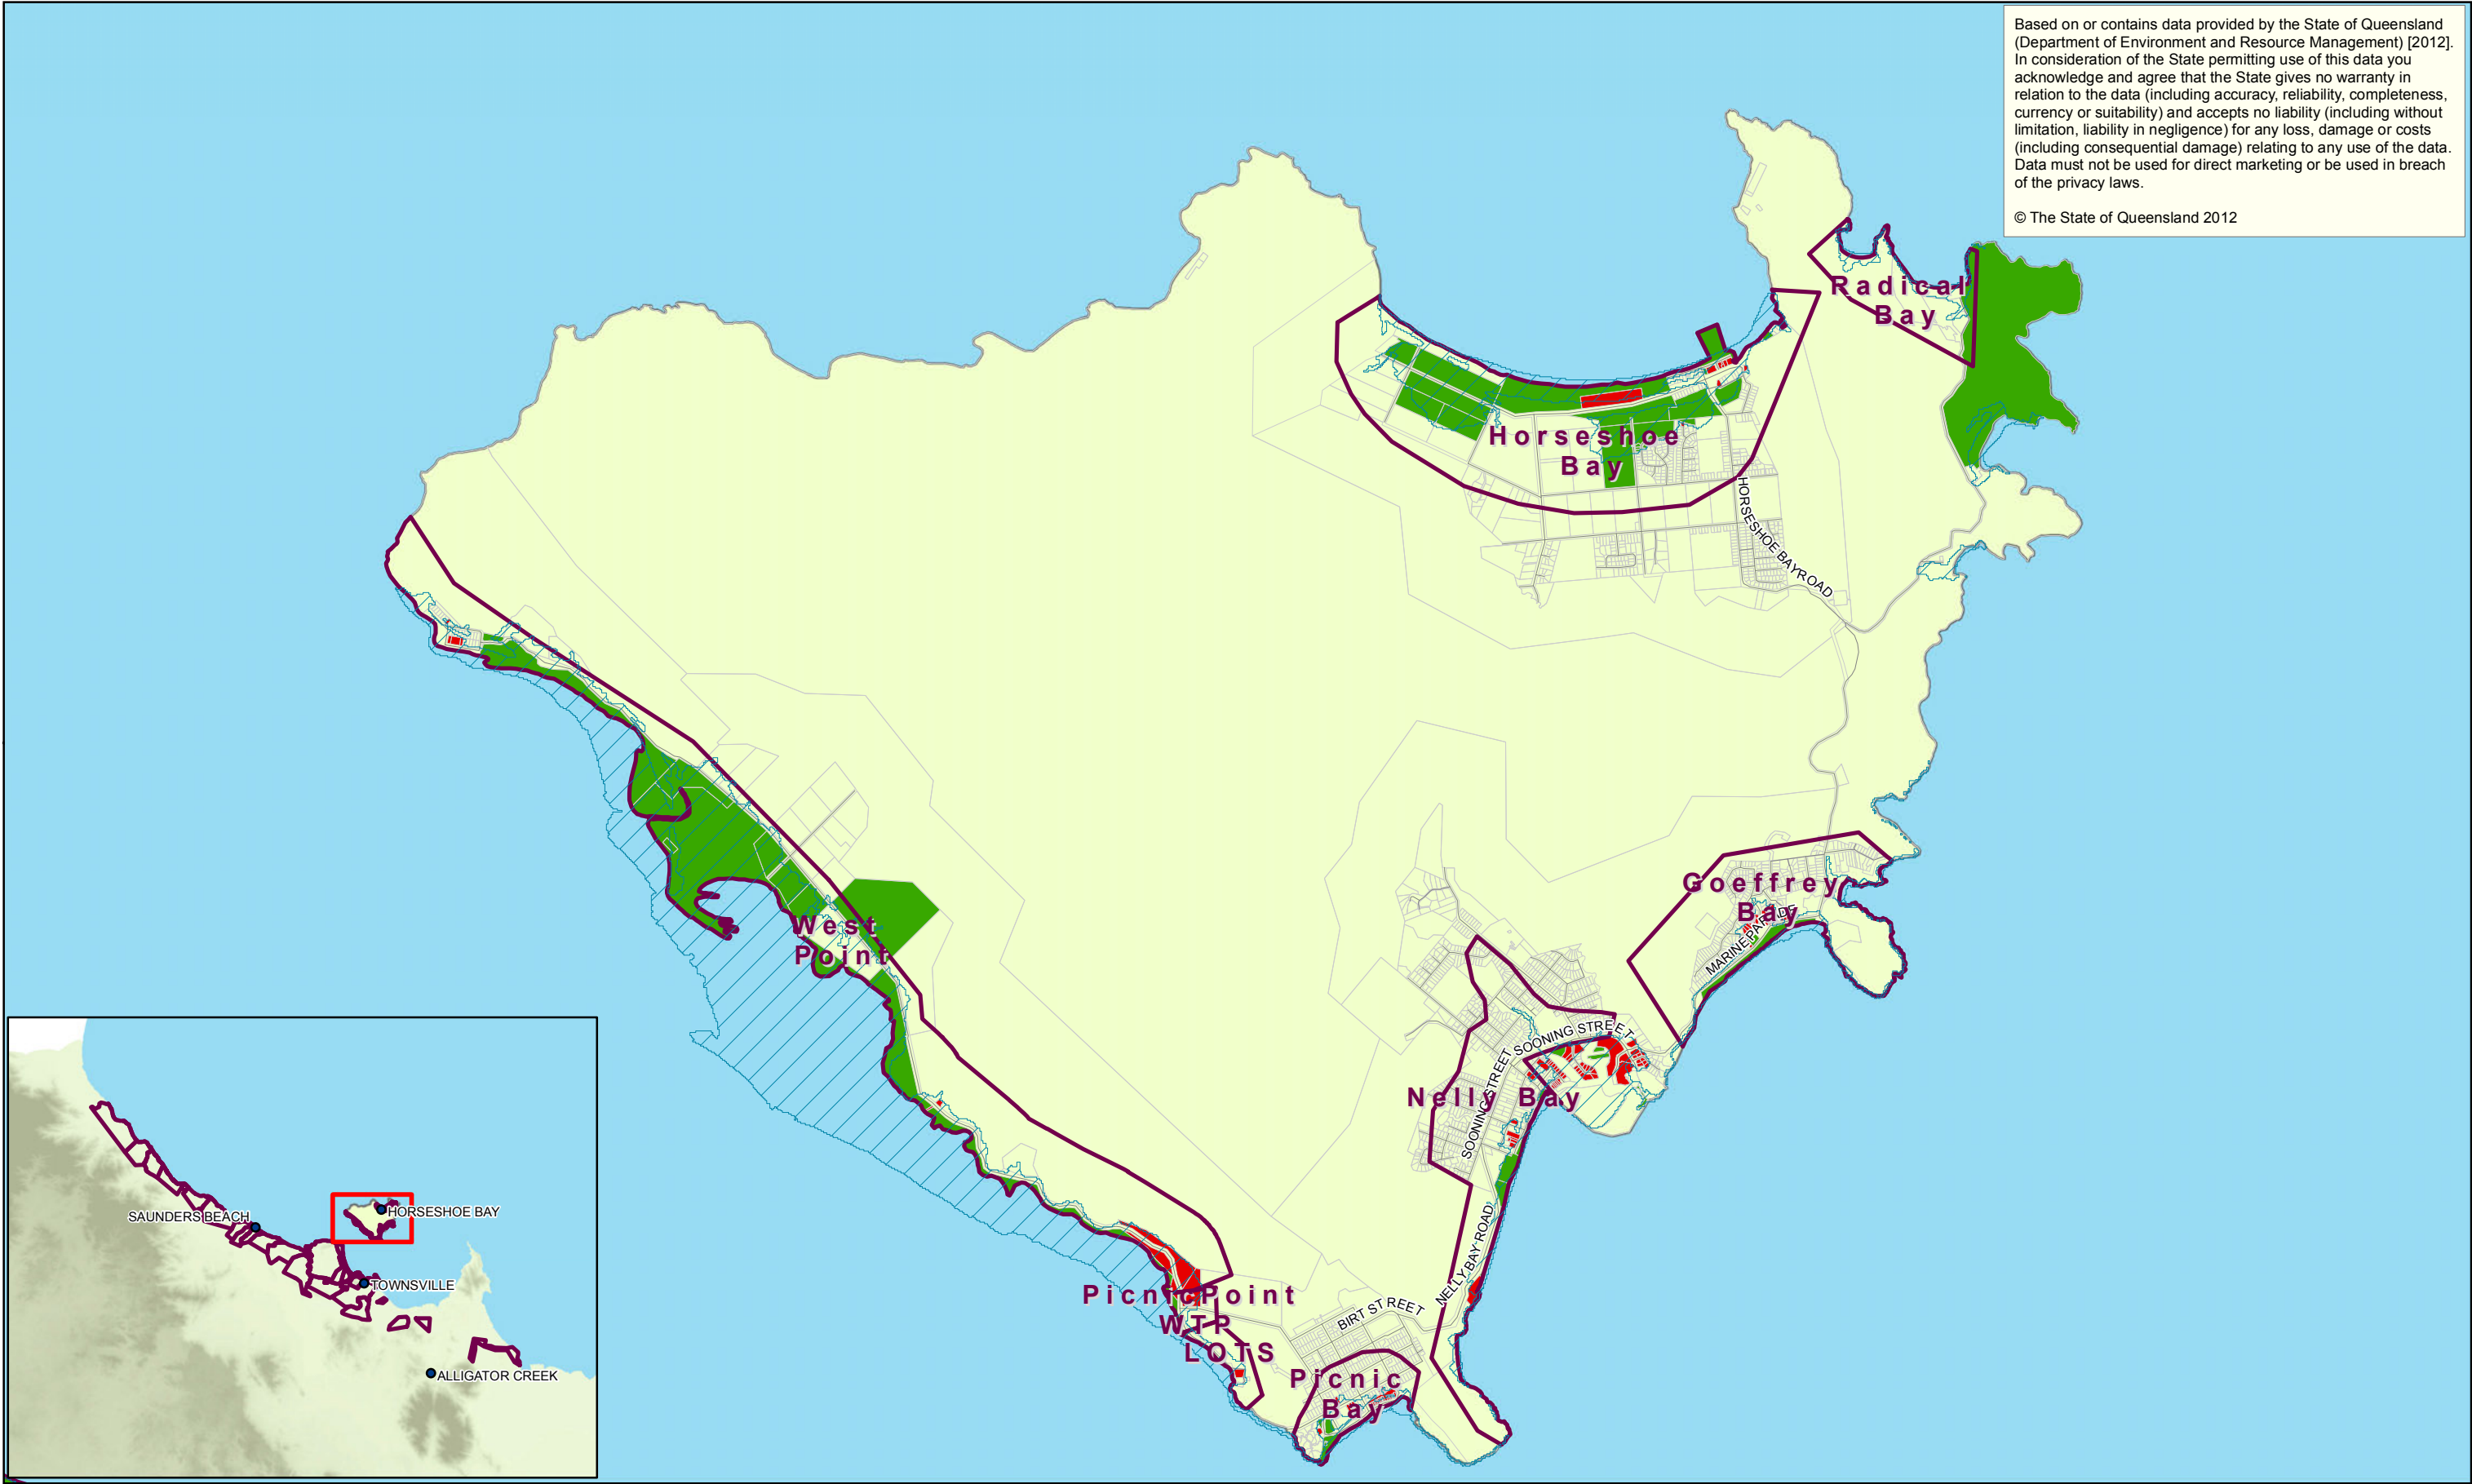 Based on or contains data provided by the State of Queensland
(Department of Environment and Resource Management) [2012].
In consideration of the State permitting use of this data you
acknowledge and agree that the State gives no warranty in
relation to the data (including accuracy, reliability, completeness,
currency or suitability) and accepts no liability (including without
limitation, liability in negligence) for any loss, damage or costs
(including consequential damage) relating to any use of the data.
Data must not be used for direct marketing or be used in breach
of the privacy laws.
© The State of Queensland 2012
Radical
Bay
Horseshoe
Bay
HORSESHOE BAY ROAD
Goeffrey
Bay
MARINE PARADE
West
Point
SOONING STREET
SOONING STREET
Nelly Bay
NELLY BAY ROAD
Picnic Point
WTP
LOTS
BIRT STREET
Picnic
Bay
SAUNDERS BEACH
HORSESHOE BAY
TOWNSVILLE
ALLIGATOR CREEK